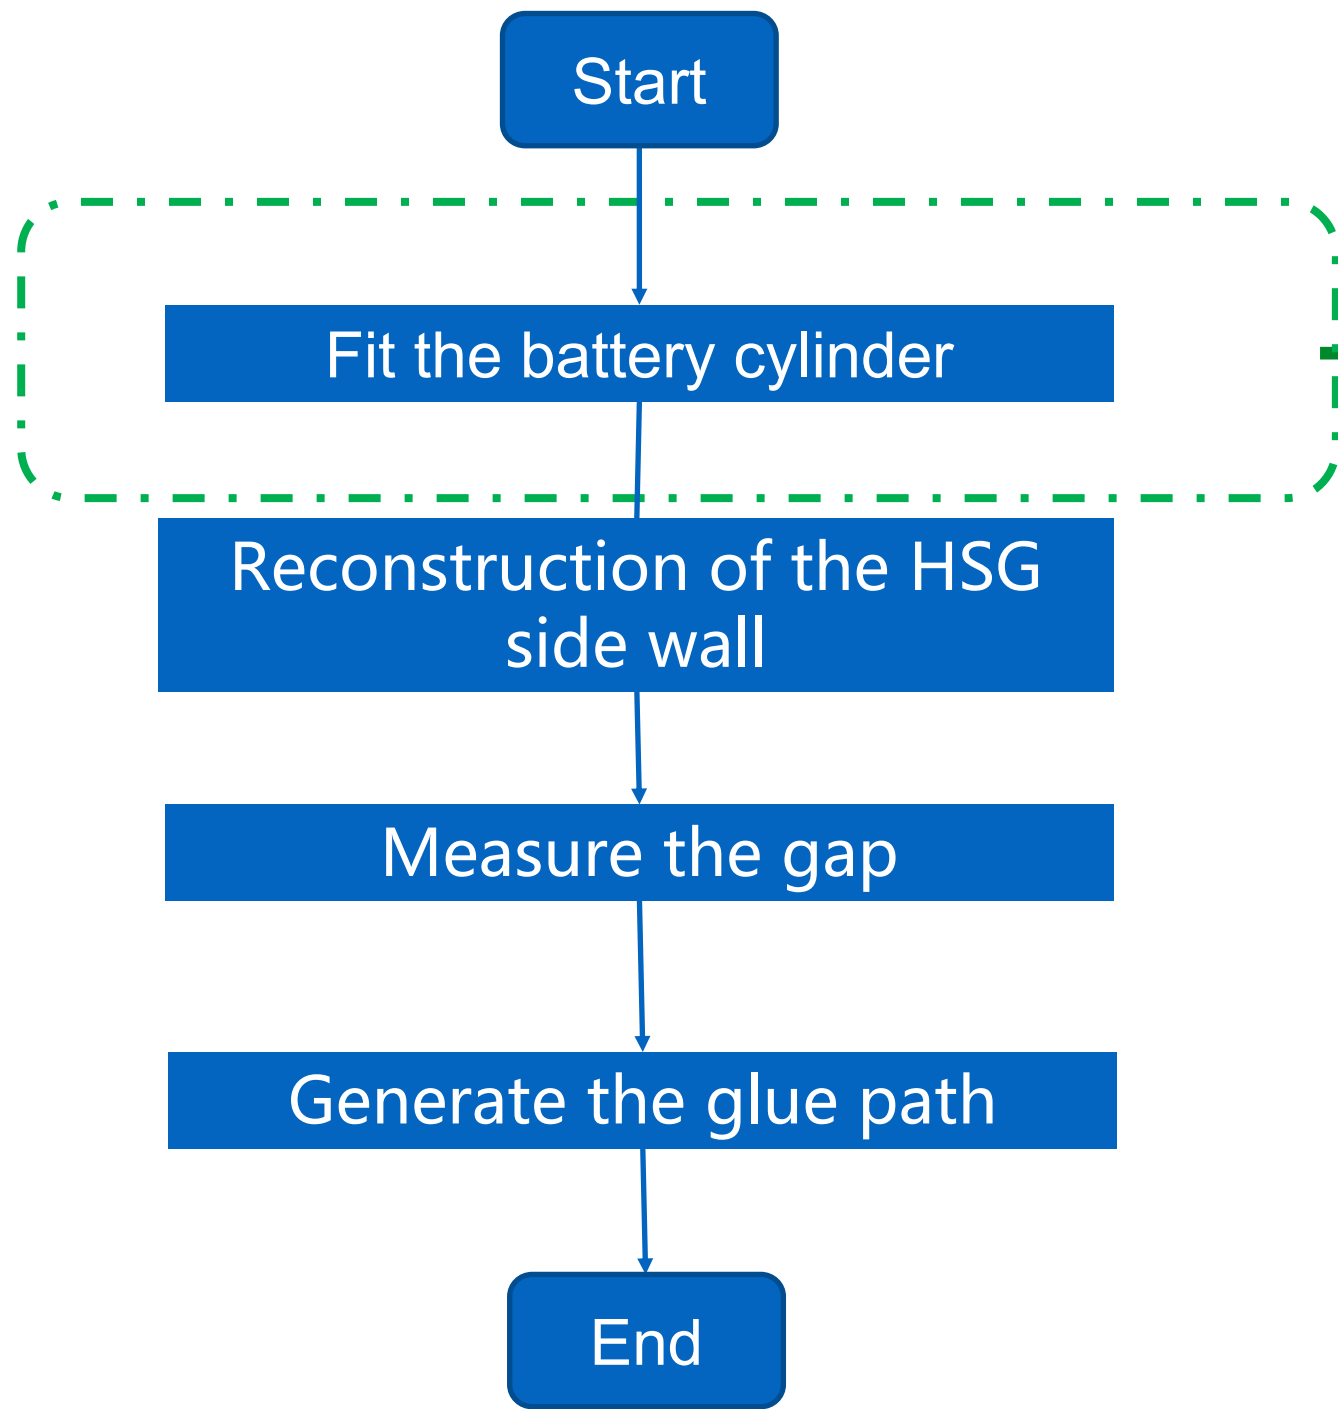 Start
Fit the battery cylinder
Reconstruction of the HSG
side wall
Measure the gap
Generate the glue path
End